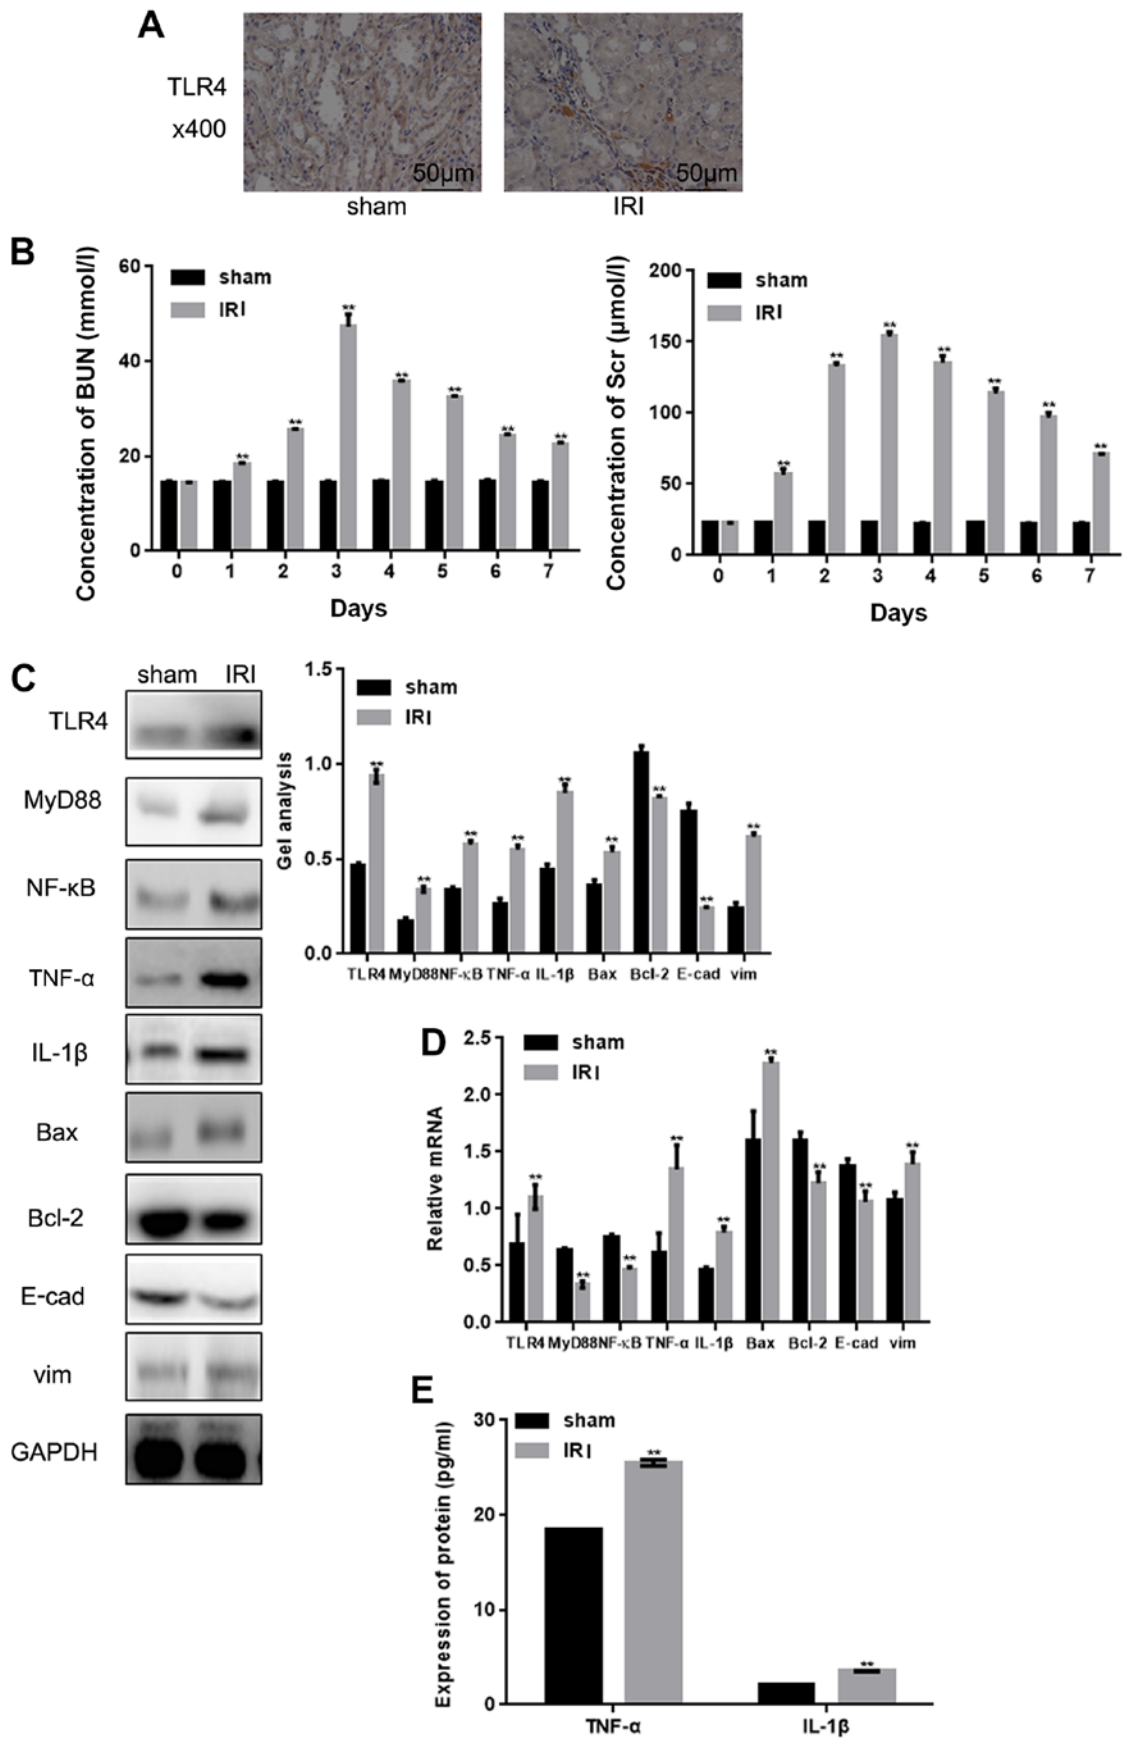 A
TLR4
x400
50μm
50μm
sham
IRI
B
Concentration of BUN (mmol/l)
60
40
20
0
sham
IRI
**
**
**
**
**
**
**
0 1 2 3 4 5 6 7
Days
Concentration of Scr (μmol/l)
200
150
100
50
0
sham
IRI
**
**
**
**
**
**
**
0 1 2 3 4 5 6 7
Days
C
sham IRI
TLR4
MyD88
NF-κB
TNF-α
IL-1β
Bax
Bcl-2
E-cad
vim
GAPDH
Gel analysis
1.5
1.0
0.5
0.0
sham
IRI
**
**
**
**
**
**
**
**
**
TLR4 MyD88 NF-κB TNF-α IL-1β Bax Bcl-2 E-cad vim
D
Relative mRNA
2.5
2.0
1.5
1.0
0.5
0.0
sham
IRI
**
**
**
**
**
**
**
**
**
TLR4 MyD88 NF-κB TNF-α IL-1β Bax Bcl-2 E-cad vim
E
Expression of protein (pg/ml)
30
20
10
0
sham
IRI
**
**
TNF-α IL-1β